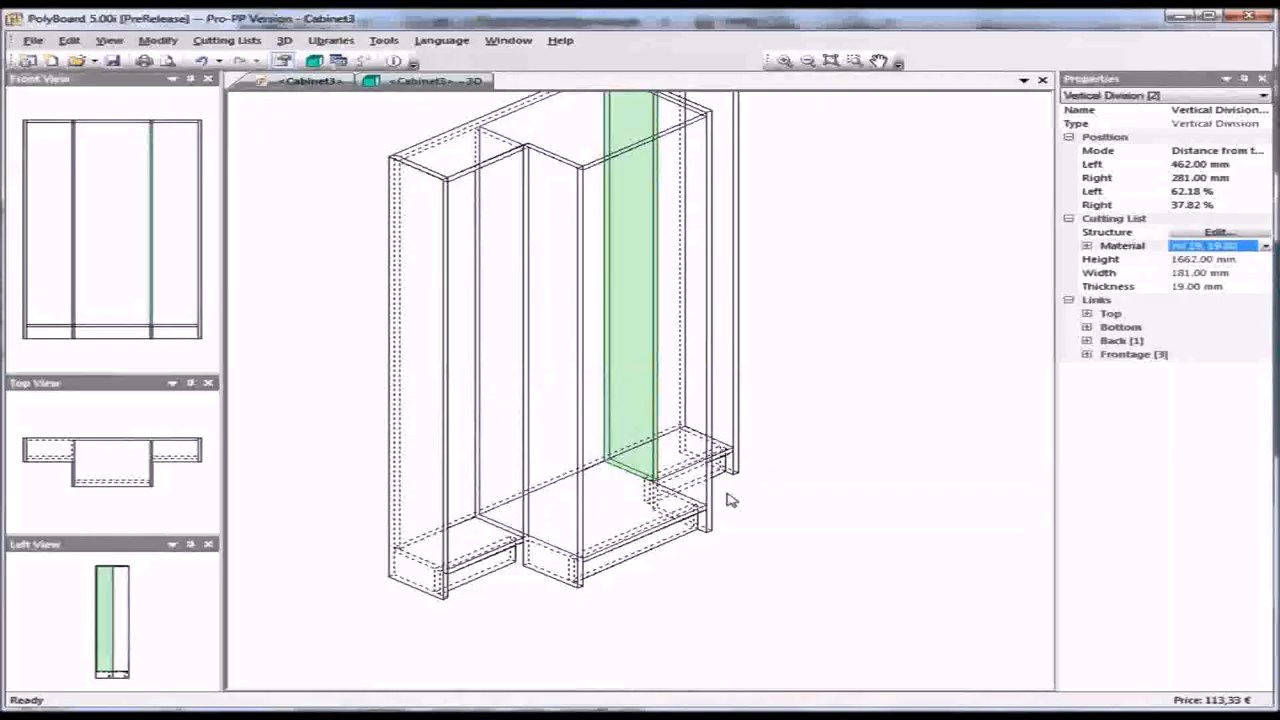 PolyBoard 5.00i [PreRelease] -- Pro-PP Version - Cabinet3
File Edit View Modify Cutting Lists 3D Libraries Tools Language Window Help
Front View
<Cabinet3>
<Cabinet3> - 3D
Properties
Vertical Division [2]
Name Vertical Division...
Type Vertical Division
Position
Mode Distance from t...
Left 462.00 mm
Right 281.00 mm
Left 62.18 %
Right 37.82 %
Cutting List
Structure Edit...
Material
Height 1662.00 mm
Width 181.00 mm
Thickness 19.00 mm
Links
Top
Bottom
Back [1]
Frontage [3]
Top View
Left View
Ready
Price: 113,33 €